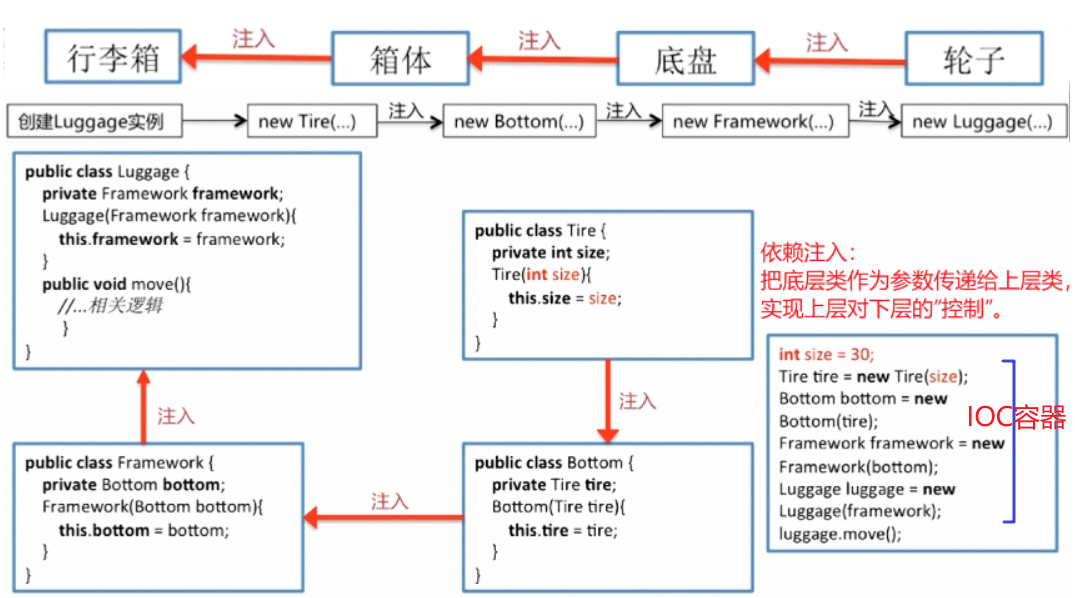 注入 注入 注入
行李箱 箱体 底盘 轮子
创建Luggage实例 new Tire(...) 注入 new Bottom(...) 注入 new Framework(...) 注入 new Luggage(...)
public class Luggage {
private Framework framework;
Luggage(Framework framework){
this.framework = framework;
}
public void move(){
//...相关逻辑
}
}
public class Tire {
private int size;
Tire(int size){
this.size = size;
}
}
依赖注入：
把底层类作为参数传递给上层类，
实现上层对下层的”控制”。
注入
注入
public class Framework {
private Bottom bottom;
Framework(Bottom bottom){
this.bottom = bottom;
}
}
注入
public class Bottom {
private Tire tire;
Bottom(Tire tire){
this.tire = tire;
}
}
int size = 30;
Tire tire = new Tire(size);
Bottom bottom = new
Bottom(tire);
Framework framework = new
Framework(bottom);
Luggage luggage = new
Luggage(framework);
luggage.move();
IOC容器